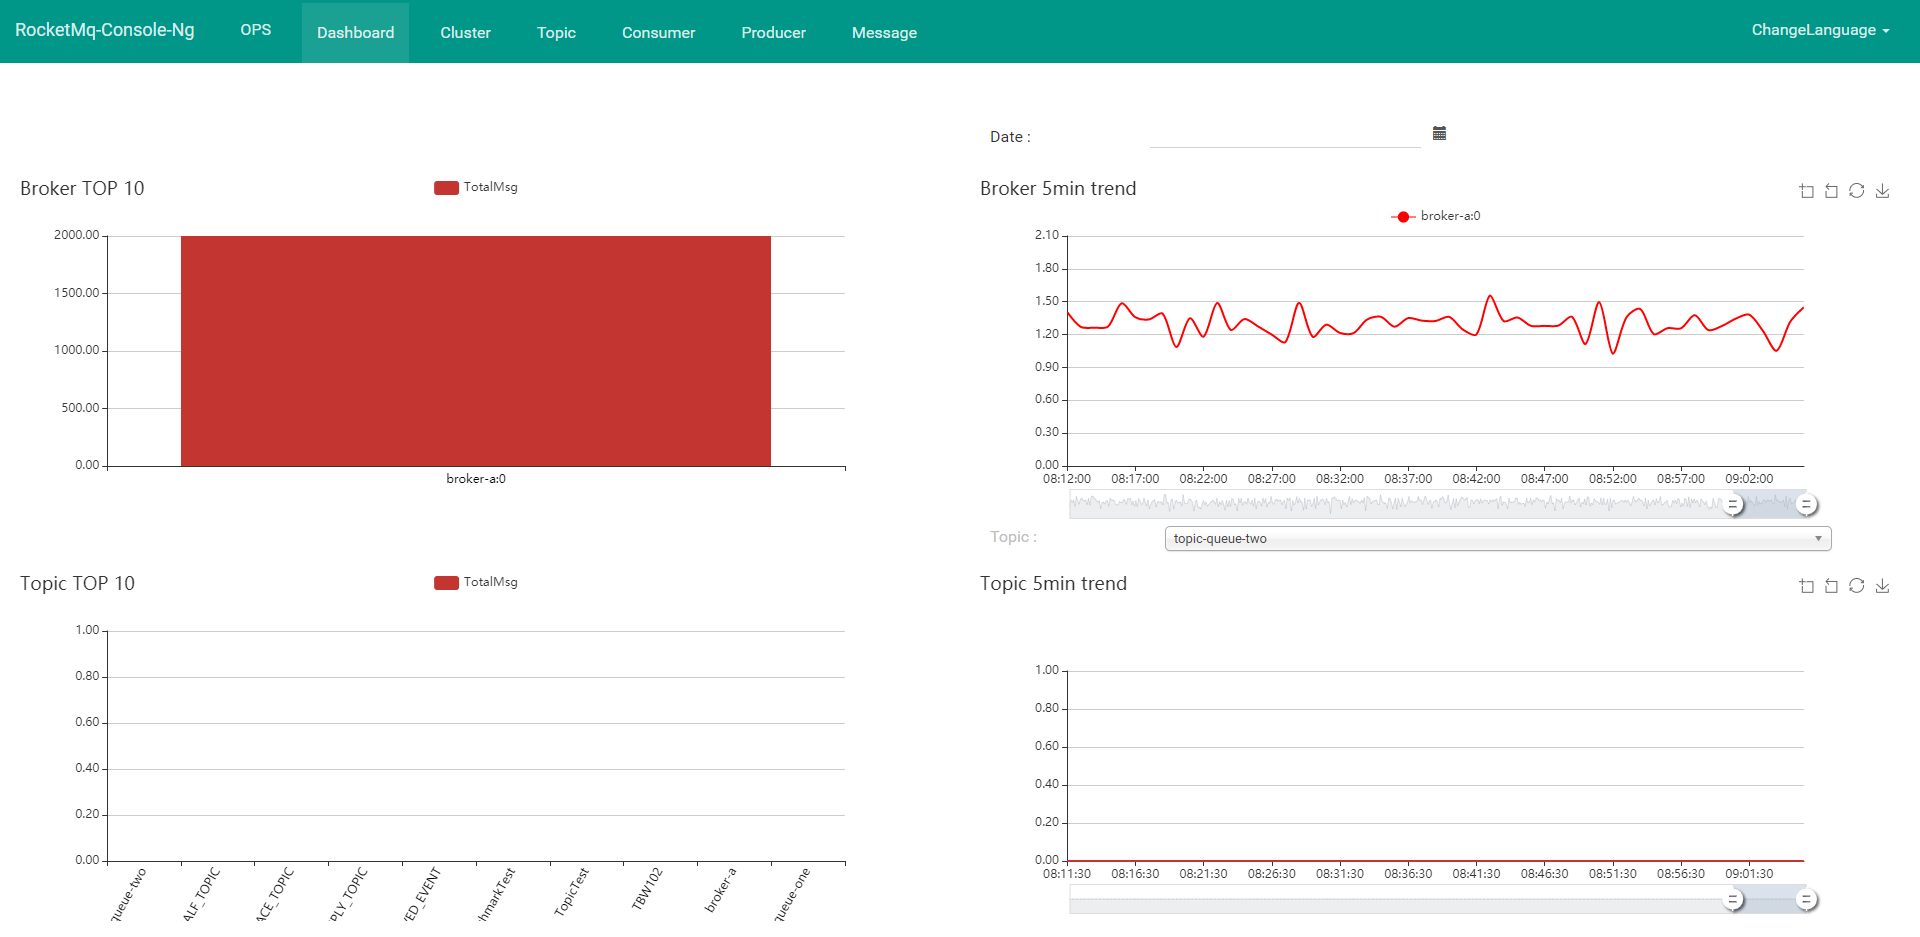 RocketMq-Console-Ng OPS Dashboard Cluster Topic Consumer Producer Message ChangeLanguage
Date :
Broker TOP 10
TotalMsg
2000.00
1500.00
1000.00
500.00
0.00
broker-a:0
Broker 5min trend
broker-a:0
2.10
1.80
1.50
1.20
0.90
0.60
0.30
0.00
08:12:00 08:17:00 08:22:00 08:27:00 08:32:00 08:37:00 08:42:00 08:47:00 08:52:00 08:57:00 09:02:00
Topic :
topic-queue-two
Topic TOP 10
TotalMsg
1.00
0.80
0.60
0.40
0.20
0.00
queue-two
ALF_TOPIC
ACE_TOPIC
PLY_TOPIC
VED_EVENT
hmarkTest
TopicTest
TBW102
broker-a
queue-one
Topic 5min trend
1.00
0.80
0.60
0.40
0.20
0.00
08:11:30 08:16:30 08:21:30 08:26:30 08:31:30 08:36:30 08:41:30 08:46:30 08:51:30 08:56:30 09:01:30